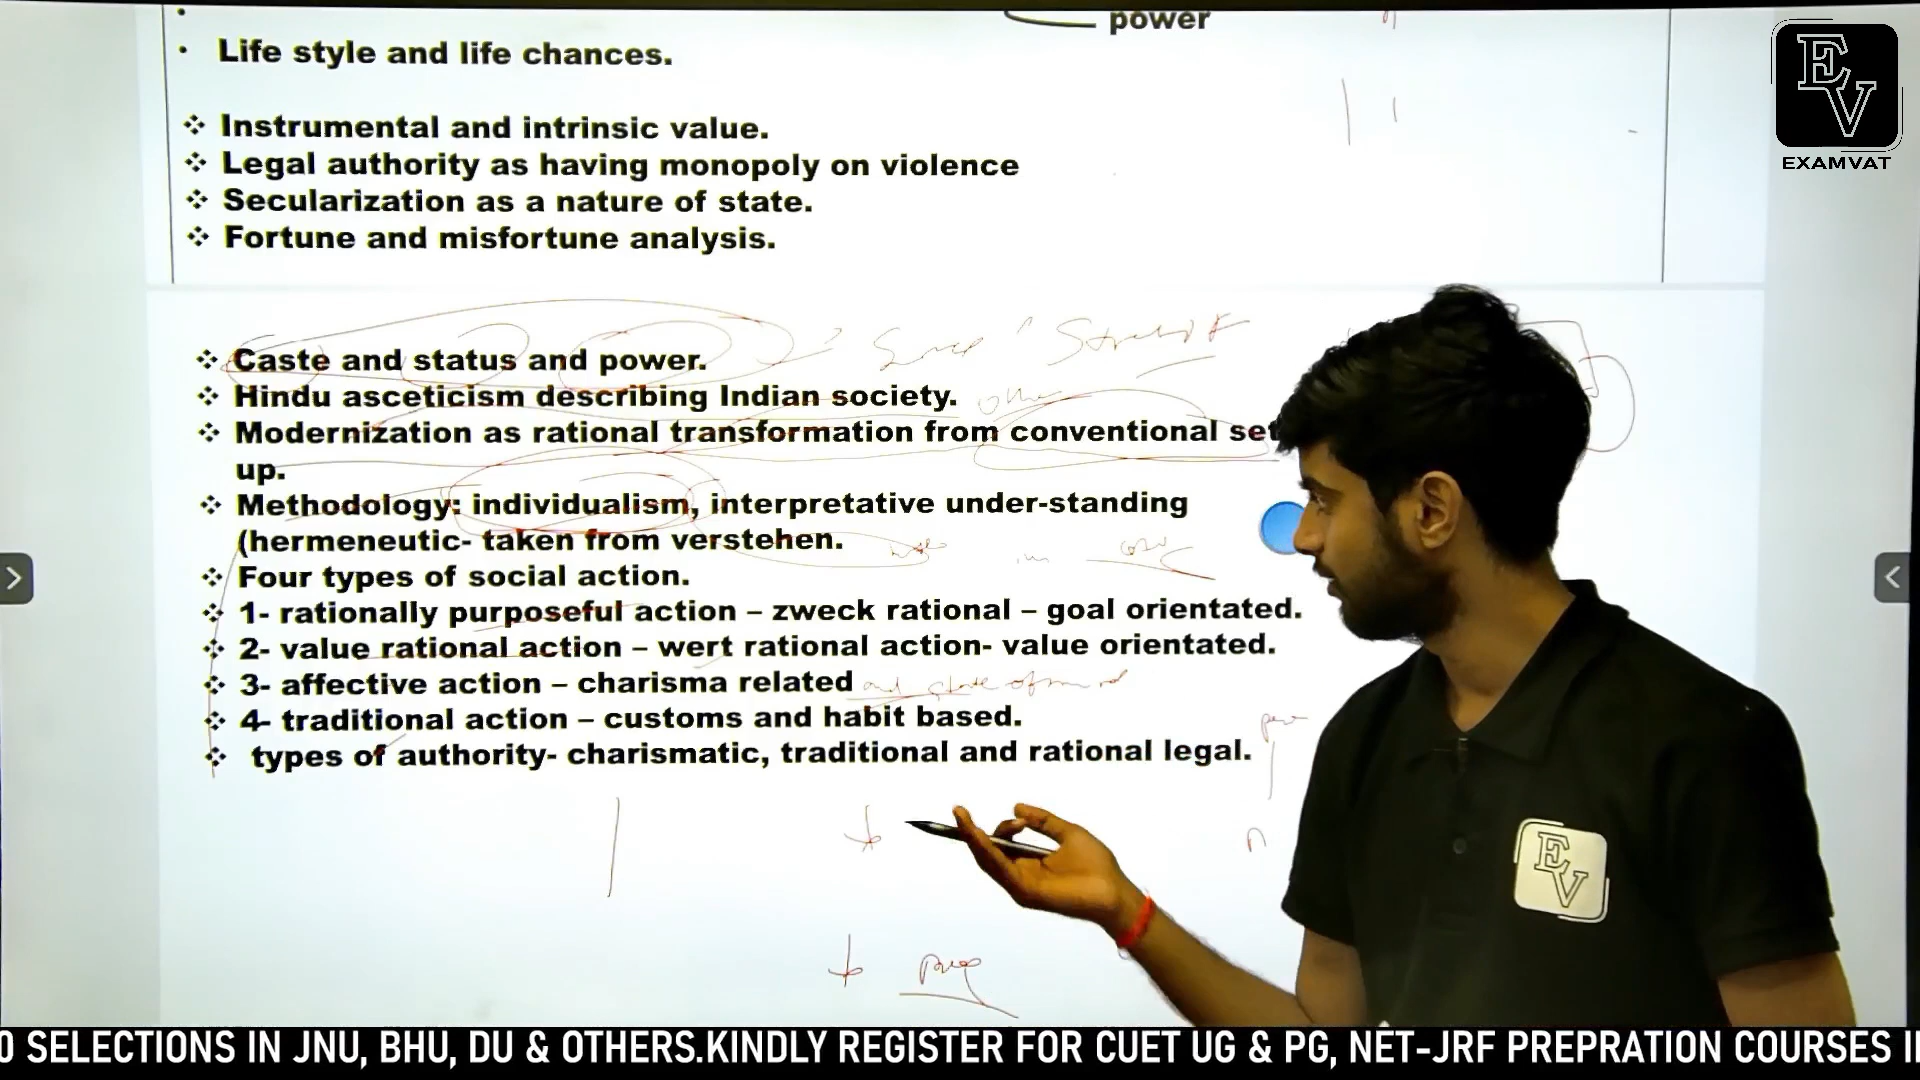 power
• Life style and life chances.
❖ Instrumental and intrinsic value.
❖ Legal authority as having monopoly on violence
❖ Secularization as a nature of state.
❖ Fortune and misfortune analysis.
❖ Caste and status and power.
❖ Hindu asceticism describing Indian society.
❖ Modernization as rational transformation from conventional set
up.
❖ Methodology: individualism, interpretative under-standing
(hermeneutic- taken from verstehen.
❖ Four types of social action.
❖ 1- rationally purposeful action – zweck rational – goal orientated.
❖ 2- value rational action – wert rational action- value orientated.
❖ 3- affective action – charisma related
❖ 4- traditional action – customs and habit based.
❖ types of authority- charismatic, traditional and rational legal.
EV
EXAMVAT
EV
0 SELECTIONS IN JNU, BHU, DU & OTHERS.KINDLY REGISTER FOR CUET UG & PG, NET-JRF PREPRATION COURSES I